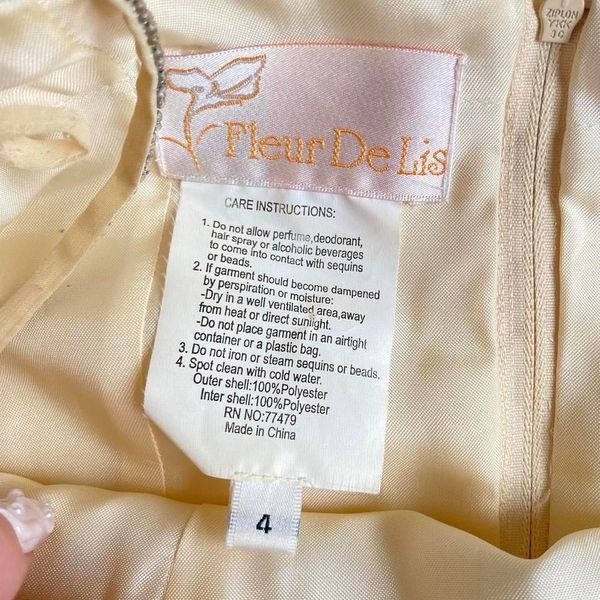 ZIPLON
YKK
3C
Fleur De Lis
CARE INSTRUCTIONS:
1. Do not allow perfume,deodorant,
hair spray or alcoholic beverages
to come into contact with sequins
or beads.
2. If garment should become dampened
by perspiration or moisture:
-Dry in a well ventilated area,away
from heat or direct sunlight.
-Do not place garment in an airtight
container or a plastic bag.
3. Do not iron or steam sequins or beads.
4. Spot clean with cold water.
Outer shell:100%Polyester
Inter shell:100%Polyester
RN NO:77479
Made in China
4